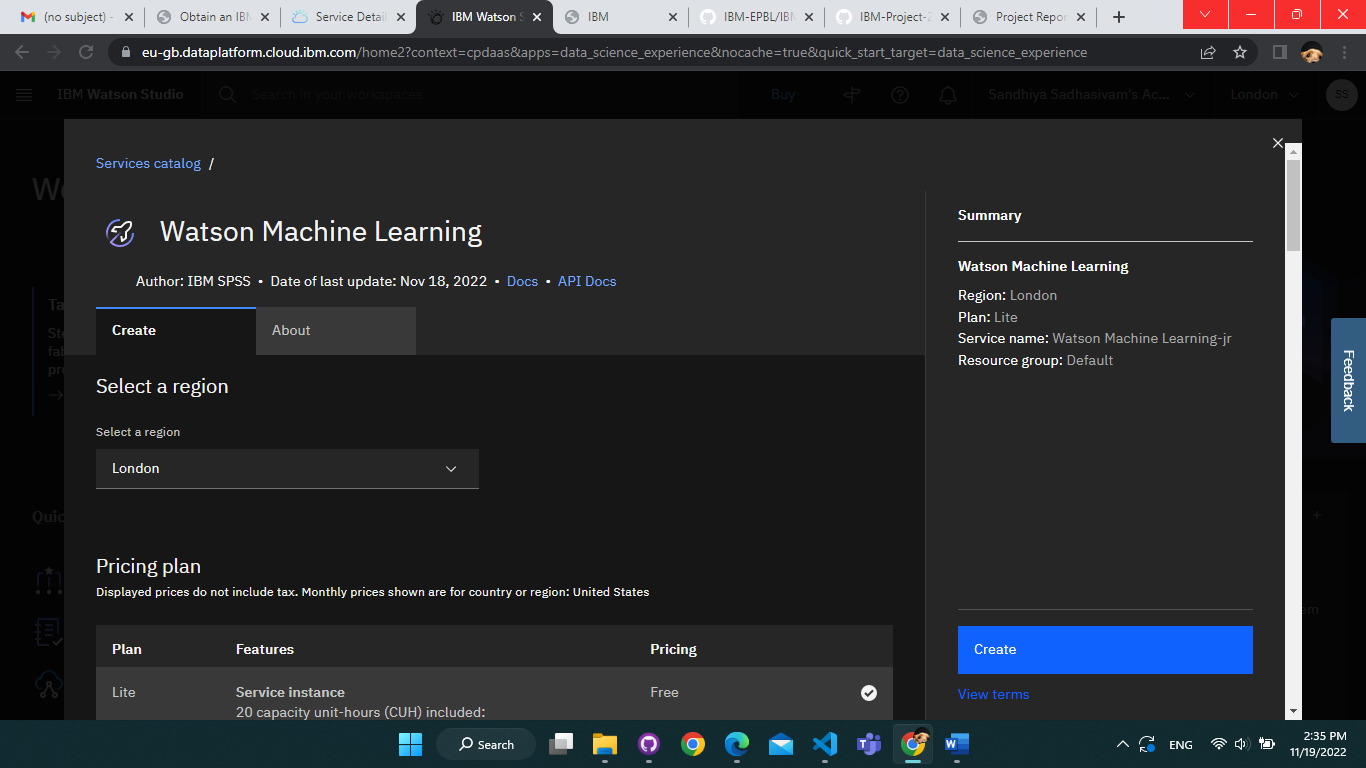 (no subject) -
Obtain an IBM
Service Detail
IBM Watson S
IBM
IBM-EPBL/IBM
IBM-Project-2
Project Repor
eu-gb.dataplatform.cloud.ibm.com/home2?context=cpdaas&apps=data_science_experience&nocache=true&quick_start_target=data_science_experience
IBM Watson Studio
Search in your workspaces
Buy
Sandhiya Sadhasivam's Ac...
London
SS
Services catalog /
Watson Machine Learning
Author: IBM SPSS • Date of last update: Nov 18, 2022 • Docs • API Docs
Create
About
Select a region
Select a region
London
Pricing plan
Displayed prices do not include tax. Monthly prices shown are for country or region: United States
Plan Features Pricing
Lite Service instance Free
20 capacity unit-hours (CUH) included:
Summary
Watson Machine Learning
Region: London
Plan: Lite
Service name: Watson Machine Learning-jr
Resource group: Default
Create
View terms
Feedback
Search
ENG
2:35 PM
11/19/2022